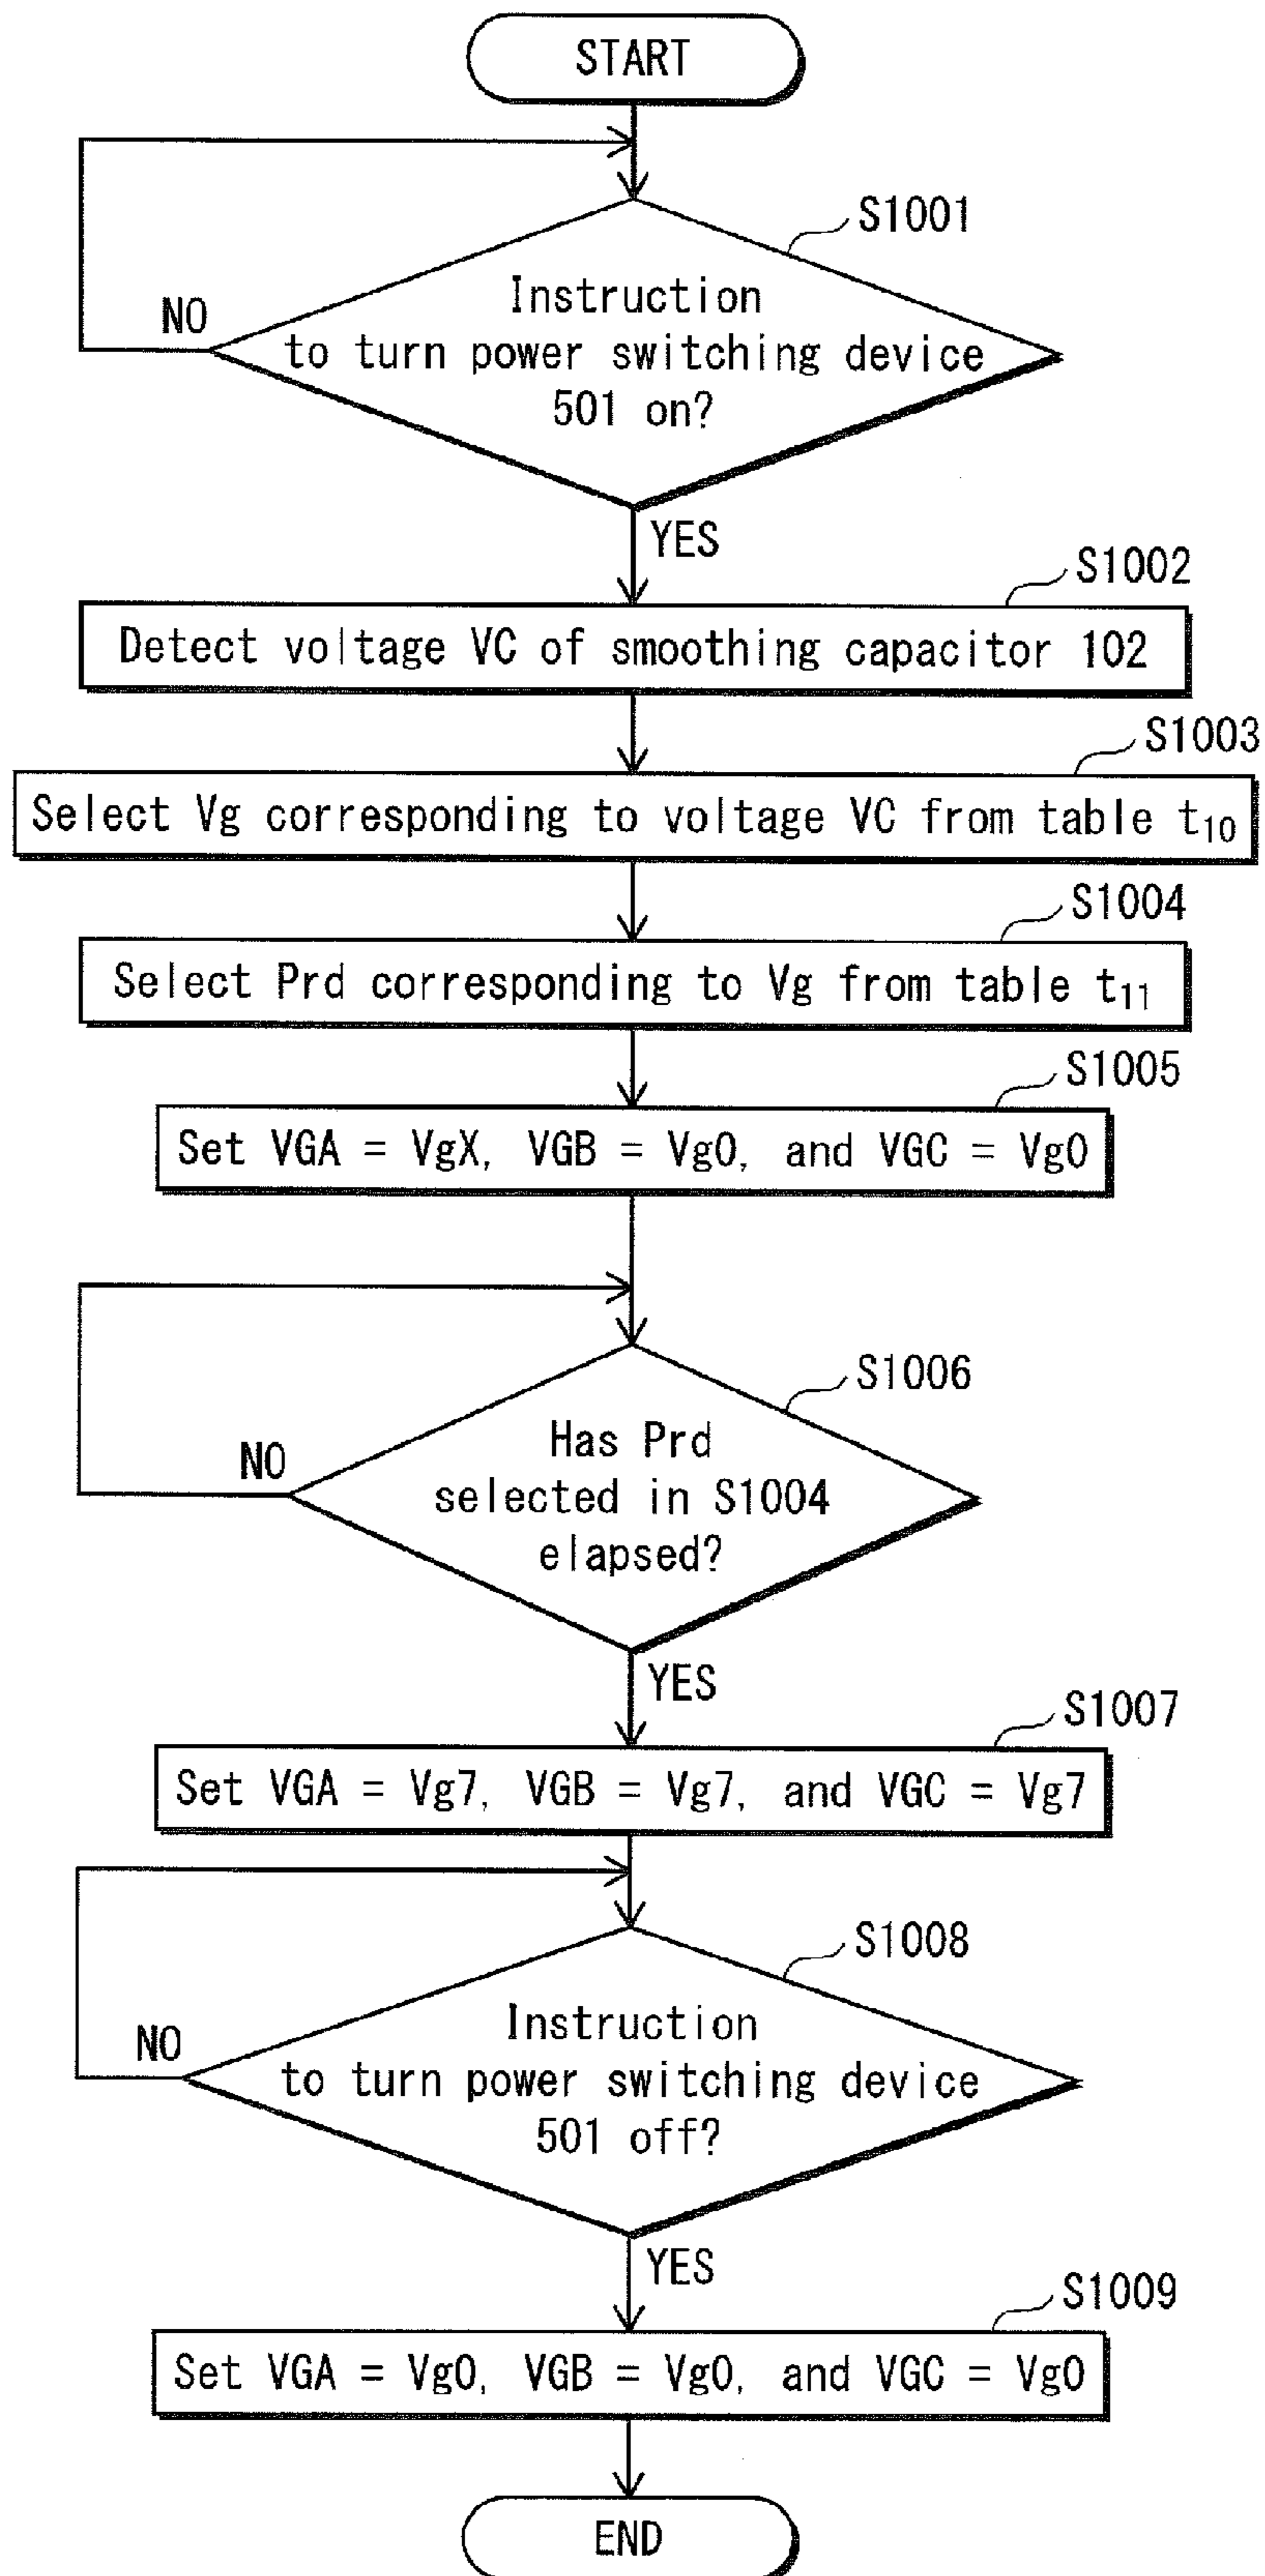 START
S1001
Instruction
to turn power switching device
501 on?
NO
YES
S1002
Detect voltage VC of smoothing capacitor 102
S1003
Select Vg corresponding to voltage VC from table t₁₀
S1004
Select Prd corresponding to Vg from table t₁₁
S1005
Set VGA = VgX, VGB = Vg0, and VGC = Vg0
S1006
Has Prd
selected in S1004
elapsed?
NO
YES
S1007
Set VGA = Vg7, VGB = Vg7, and VGC = Vg7
S1008
Instruction
to turn power switching device
501 off?
NO
YES
S1009
Set VGA = Vg0, VGB = Vg0, and VGC = Vg0
END